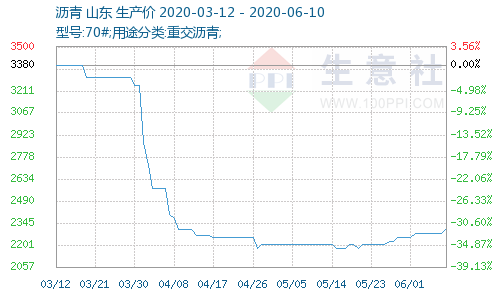 沥青 山东 生产价 2020-03-12 - 2020-06-10
型号:70#;用途分类:重交沥青;
3500 3.56%
3380 0.00%
3211 -4.98%
3067 -9.25%
2923 -13.52%
2778 -17.79%
2634 -22.06%
2490 -26.33%
2345 -30.60%
2201 -34.87%
2057 -39.13%
PPI 生意社
WWW.100PPI.COM
03/12 03/21 03/30 04/08 04/17 04/26 05/05 05/14 05/23 06/01